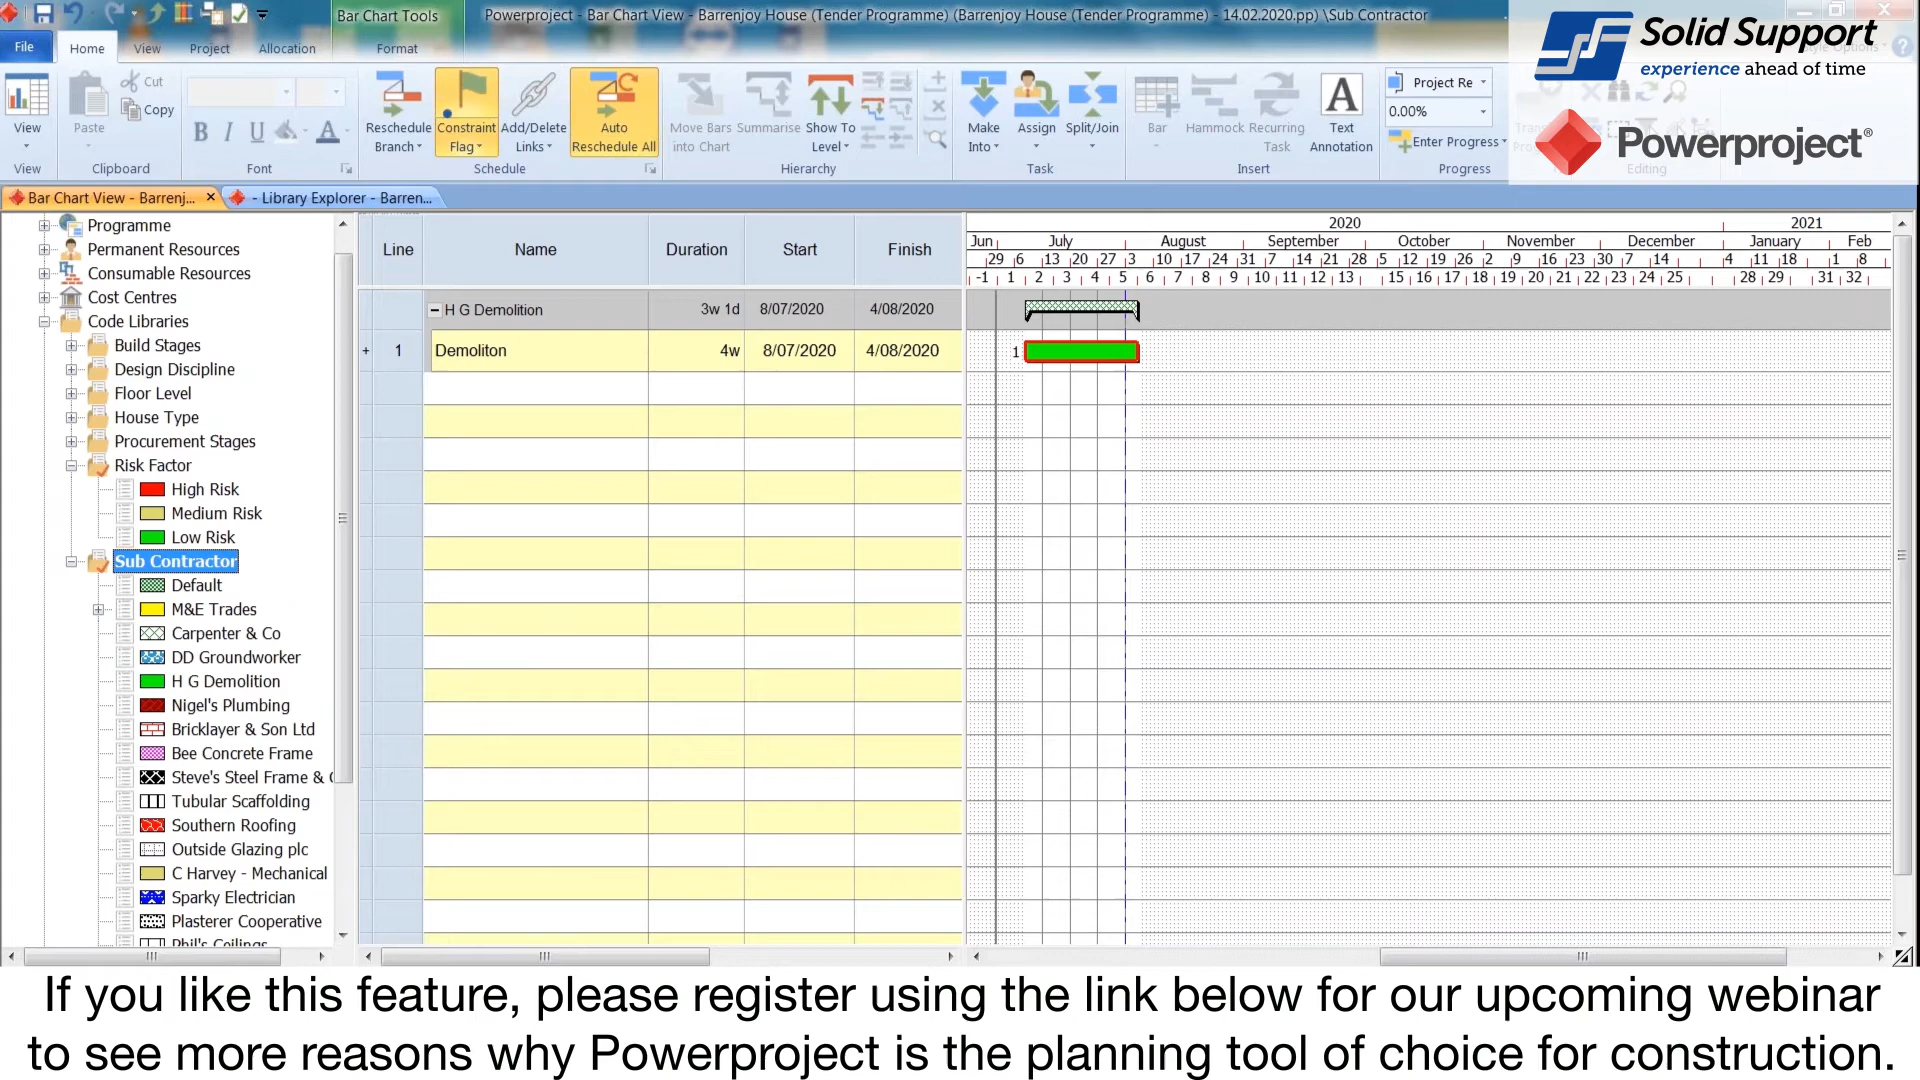 Bar Chart Tools
Powerproject - Bar Chart View - Barrenjoy House (Tender Programme) (Barrenjoy House (Tender Programme) - 14.02.2020.pp) \Sub Contractor
Solid Support
experience ahead of time
Powerproject®
File Home View Project Allocation Format
View
View
Paste
Cut
Copy
Clipboard
B I U A
Font
Reschedule Branch
Constraint Flag
Add/Delete Links
Auto Reschedule All
Schedule
Move Bars into Chart
Summarise
Show To Level
Hierarchy
Make Into
Assign
Split/Join
Task
Bar
Hammock
Recurring Task
Text Annotation
Insert
Project Re
0.00%
Enter Progress
Progress
Editing
Bar Chart View - Barrenj... ×
- Library Explorer - Barren...
Programme
Permanent Resources
Consumable Resources
Cost Centres
Code Libraries
Build Stages
Design Discipline
Floor Level
House Type
Procurement Stages
Risk Factor
High Risk
Medium Risk
Low Risk
Sub Contractor
Default
M&E Trades
Carpenter & Co
DD Groundworker
H G Demolition
Nigel's Plumbing
Bricklayer & Son Ltd
Bee Concrete Frame
Steve's Steel Frame &
Tubular Scaffolding
Southern Roofing
Outside Glazing plc
C Harvey - Mechanical
Sparky Electrician
Plasterer Cooperative
Phil's Ceilings
Line Name Duration Start Finish
H G Demolition 3w 1d 8/07/2020 4/08/2020
+ 1 Demoliton 4w 8/07/2020 4/08/2020
2020 2021
Jun July August September October November December January Feb
29 6 13 20 27 3 10 17 24 31 7 14 21 28 5 12 19 26 2 9 16 23 30 7 14 4 11 18 1 8
-1 1 2 3 4 5 6 7 8 9 10 11 12 13 15 16 17 18 19 20 21 22 23 24 25 28 29 31 32
1
If you like this feature, please register using the link below for our upcoming webinar
to see more reasons why Powerproject is the planning tool of choice for construction.